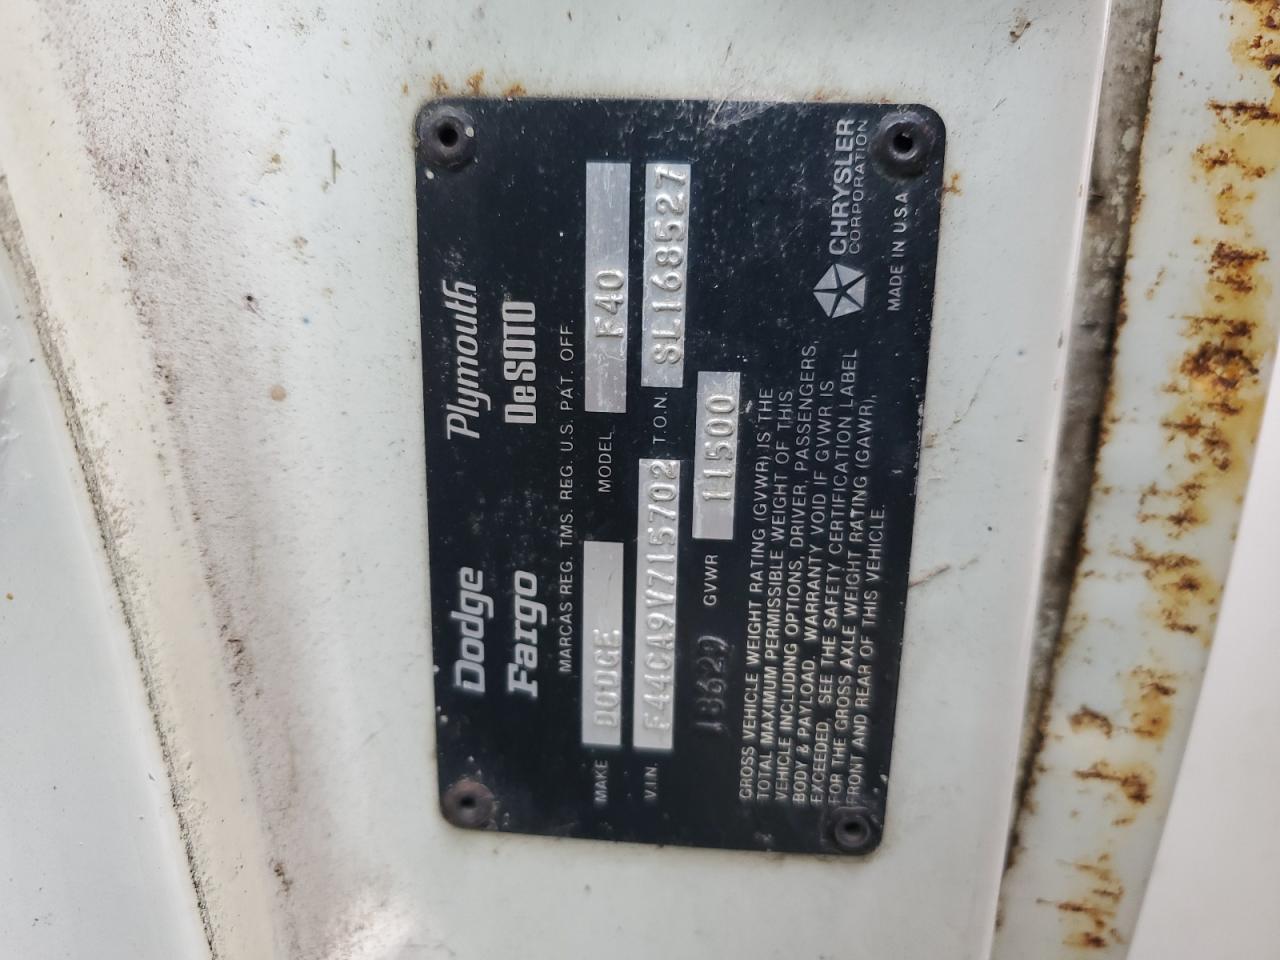 Dodge Plymouth
Fargo DeSOTO
MARCAS REG. TMS. REG. U.S. PAT. OFF.
MAKE DODGE MODEL F40
V.I.N. F44CA9V715702 T.O.N. SL168527
18629 GVWR 11500
GROSS VEHICLE WEIGHT RATING (GVWR) IS THE
TOTAL MAXIMUM PERMISSIBLE WEIGHT OF THIS
VEHICLE INCLUDING OPTIONS, DRIVER, PASSENGERS,
BODY & PAYLOAD. WARRANTY VOID IF GVWR IS
EXCEEDED. SEE THE SAFETY CERTIFICATION LABEL
FOR THE GROSS AXLE WEIGHT RATING (GAWR),
FRONT AND REAR OF THIS VEHICLE.
CHRYSLER
CORPORATION
MADE IN U.S.A